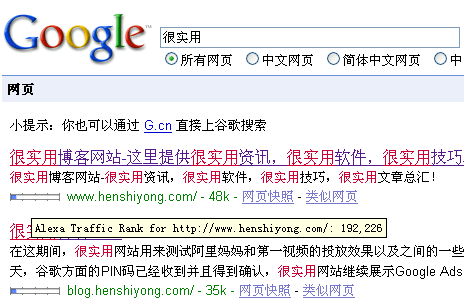 Google™
很实用
所有网页 中文网页 简体中文网页 中
网页
小提示：你也可以通过 G.cn 直接上谷歌搜索
很实用博客网站-这里提供很实用资讯，很实用软件，很实用技巧
很实用博客网站-很实用资讯，很实用软件，很实用技巧，很实用文章总汇！
www.henshiyong.com/ - 48k - 网页快照 - 类似网页
Alexa Traffic Rank for http://www.henshiyong.com/: 192,226
在这期间，很实用网站用来测试阿里妈妈和第一视频的投放效果以及之间的一些
天，谷歌方面的PIN码已经收到并且得到确认，很实用网站继续展示Google Ads
blog.henshiyong.com/ - 35k - 网页快照 - 类似网页